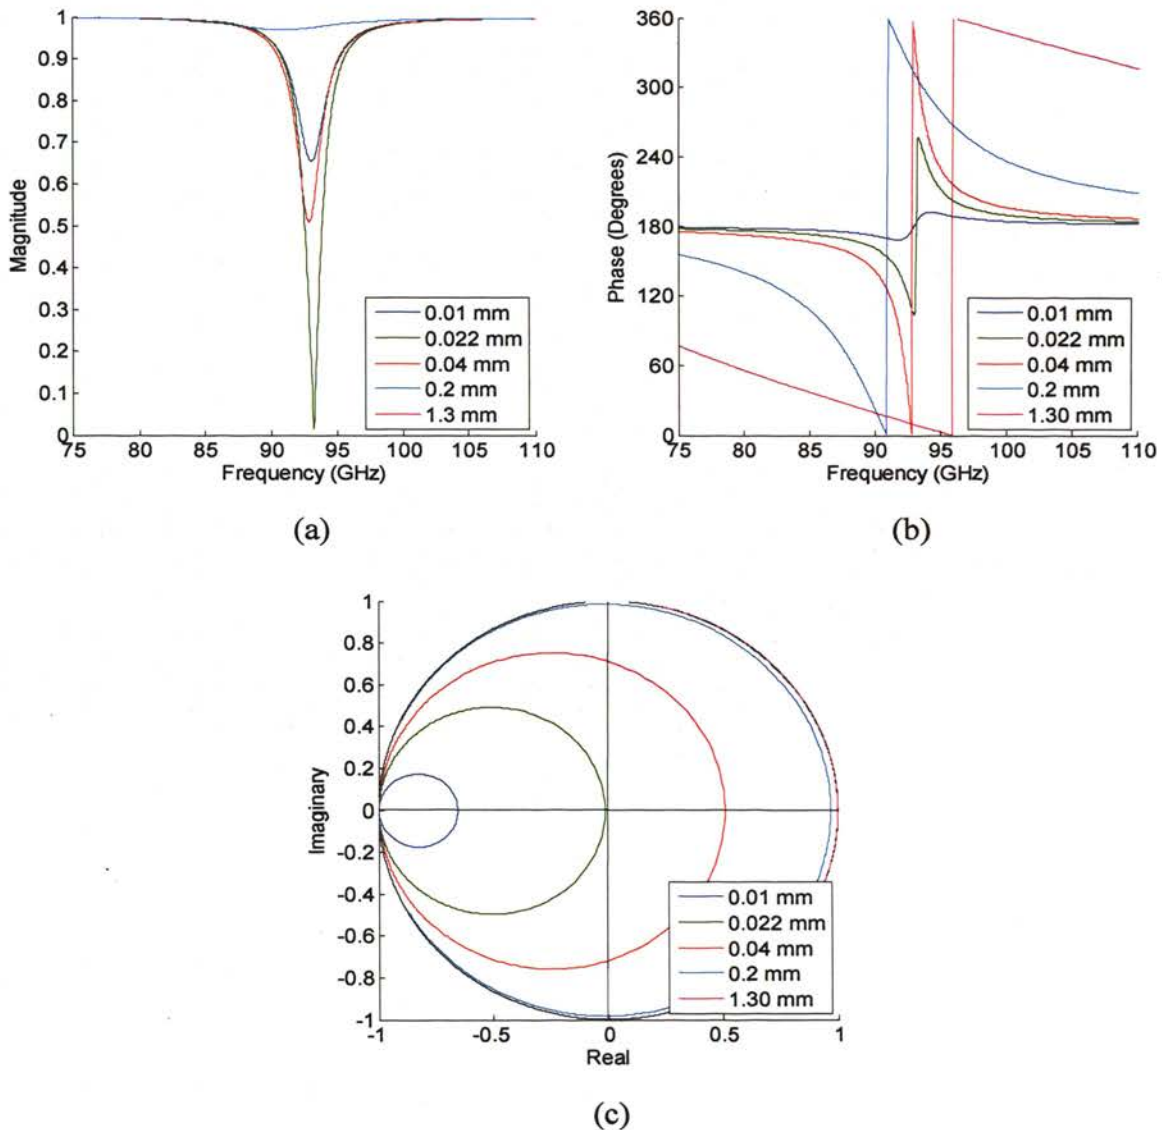 1
0.9
0.8
0.7
0.6
0.5
0.4
0.3
0.2
0.1
0
Magnitude
75 80 85 90 95 100 105 110
Frequency (GHz)
0.01 mm
0.022 mm
0.04 mm
0.2 mm
1.3 mm
(a)
360
300
240
180
120
60
0
Phase (Degrees)
75 80 85 90 95 100 105 110
Frequency (GHz)
0.01 mm
0.022 mm
0.04 mm
0.2 mm
1.30 mm
(b)
1
0.8
0.6
0.4
0.2
0
-0.2
-0.4
-0.6
-0.8
-1
Imaginary
-1 -0.5 0 0.5 1
Real
0.01 mm
0.022 mm
0.04 mm
0.2 mm
1.30 mm
(c)